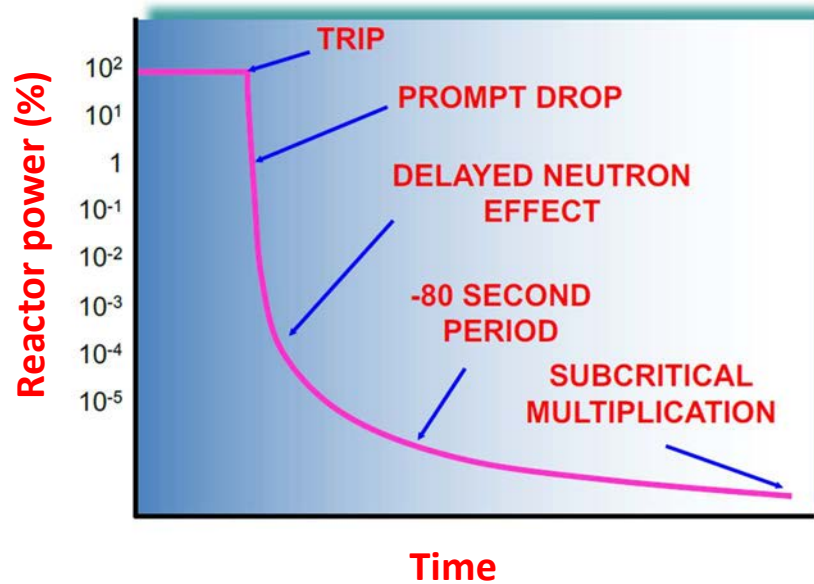 TRIP
10²
PROMPT DROP
10¹
1
DELAYED NEUTRON
EFFECT
10⁻¹
10⁻²
-80 SECOND
PERIOD
10⁻³
10⁻⁴
SUBCRITICAL
MULTIPLICATION
10⁻⁵
Reactor power (%)
Time